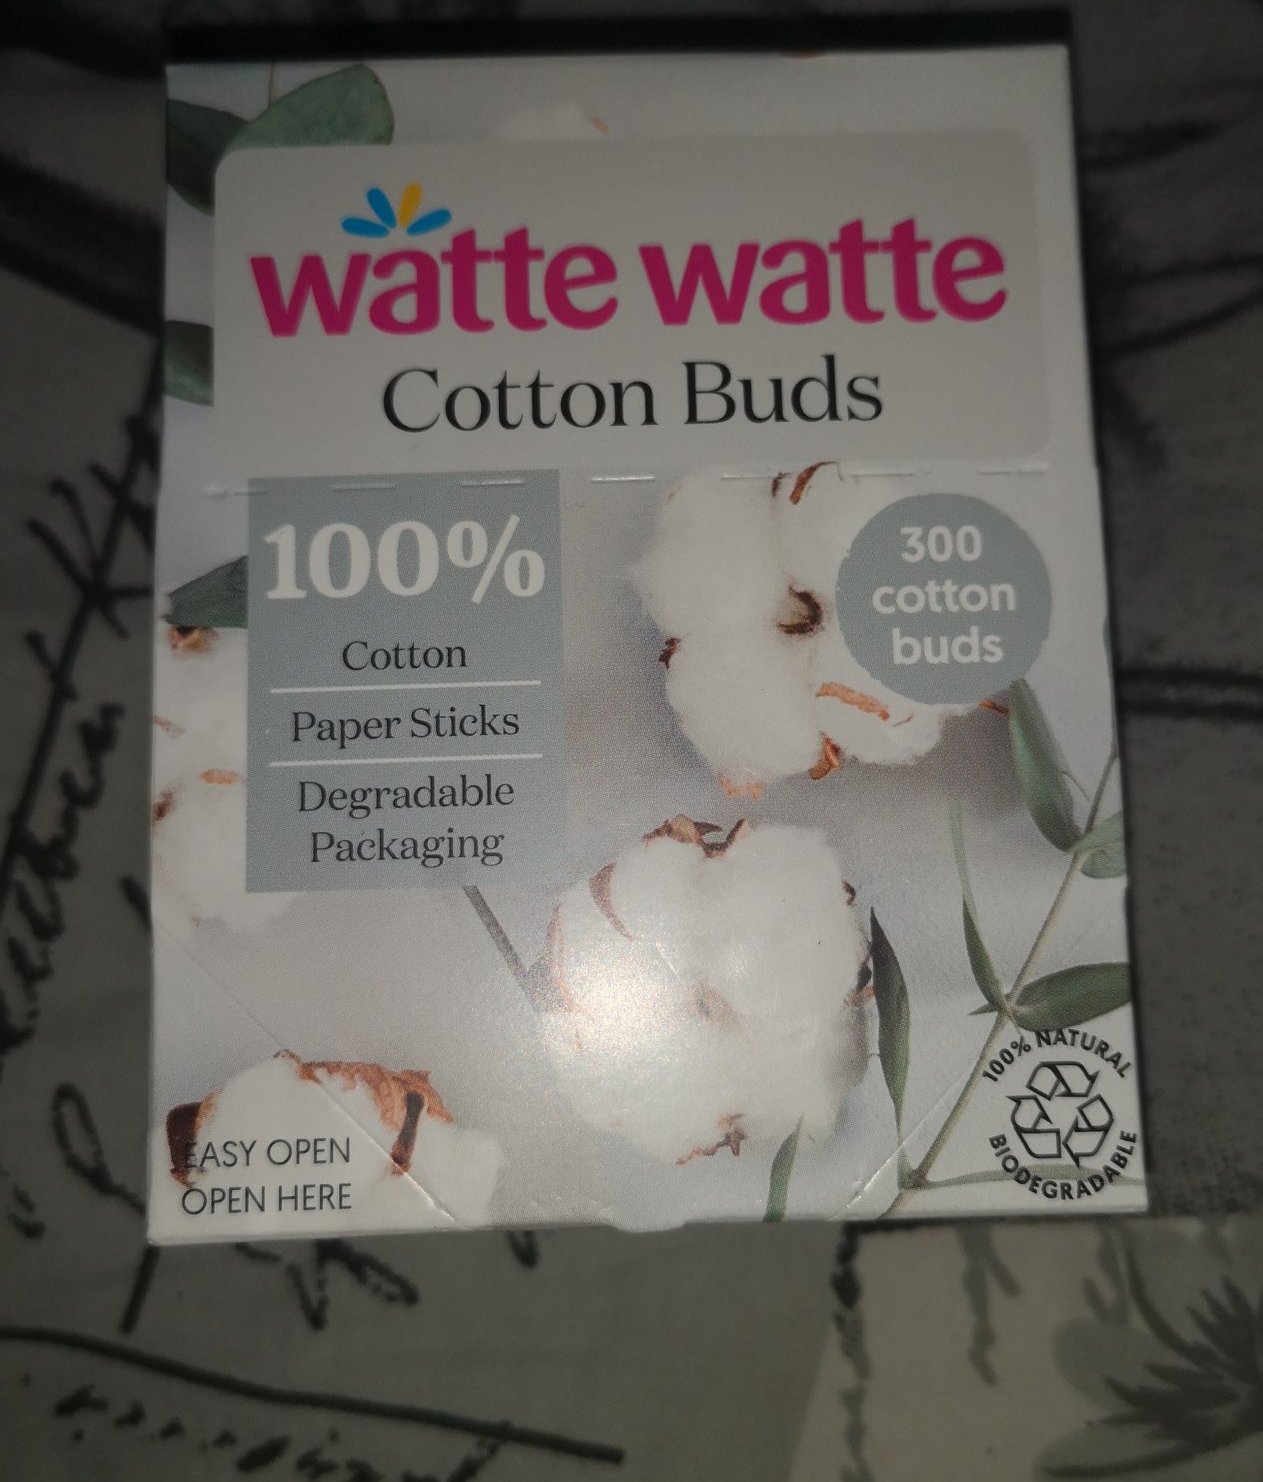 watte watte
Cotton Buds
100%
Cotton
Paper Sticks
Degradable
Packaging
300
cotton
buds
EASY OPEN
OPEN HERE
100% NATURAL
BIODEGRADABLE